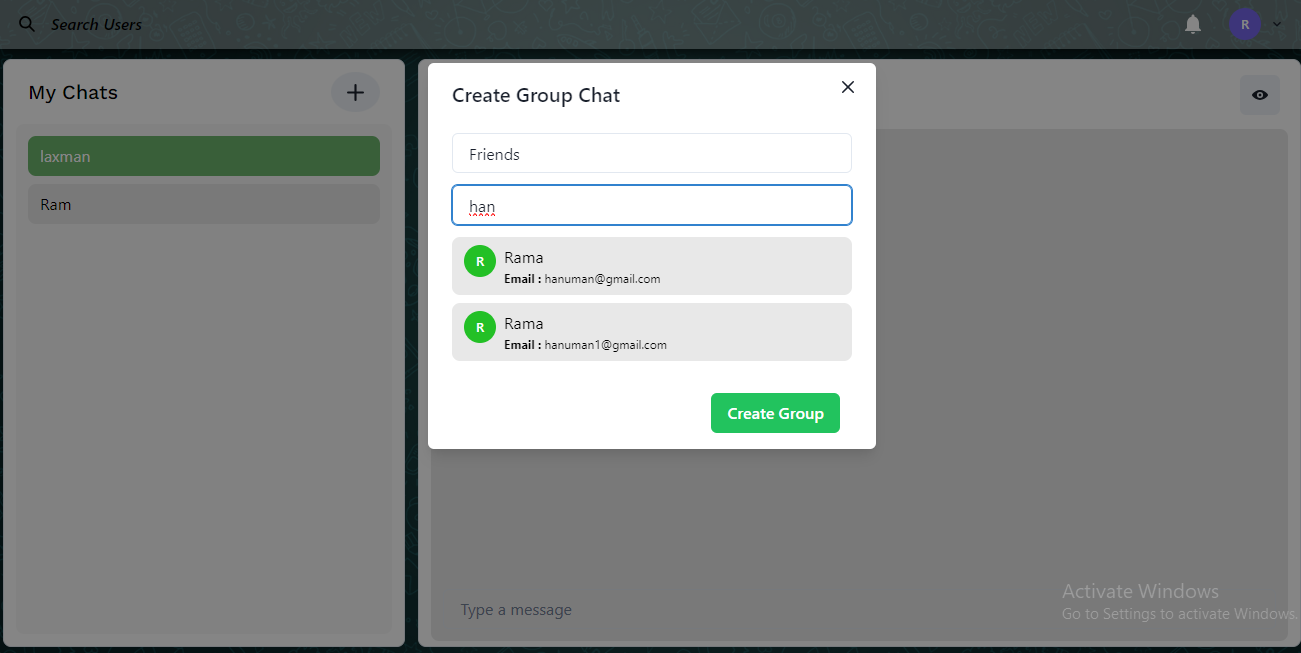 Search Users
R
My Chats
laxman
Ram
Create Group Chat
Friends
han
R
Rama
Email : hanuman@gmail.com
R
Rama
Email : hanuman1@gmail.com
Create Group
Type a message
Activate Windows
Go to Settings to activate Windows.